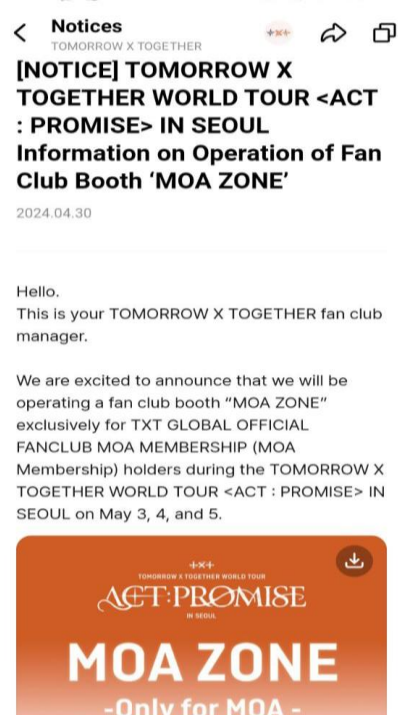 Notices
TOMORROW X TOGETHER
[NOTICE] TOMORROW X
TOGETHER WORLD TOUR <ACT
: PROMISE> IN SEOUL
Information on Operation of Fan
Club Booth ‘MOA ZONE’
2024.04.30
Hello.
This is your TOMORROW X TOGETHER fan club
manager.
We are excited to announce that we will be
operating a fan club booth “MOA ZONE”
exclusively for TXT GLOBAL OFFICIAL
FANCLUB MOA MEMBERSHIP (MOA
Membership) holders during the TOMORROW X
TOGETHER WORLD TOUR <ACT : PROMISE> IN
SEOUL on May 3, 4, and 5.
TOMORROW X TOGETHER WORLD TOUR
ACT:PROMISE
IN SEOUL
MOA ZONE
-Only for MOA -